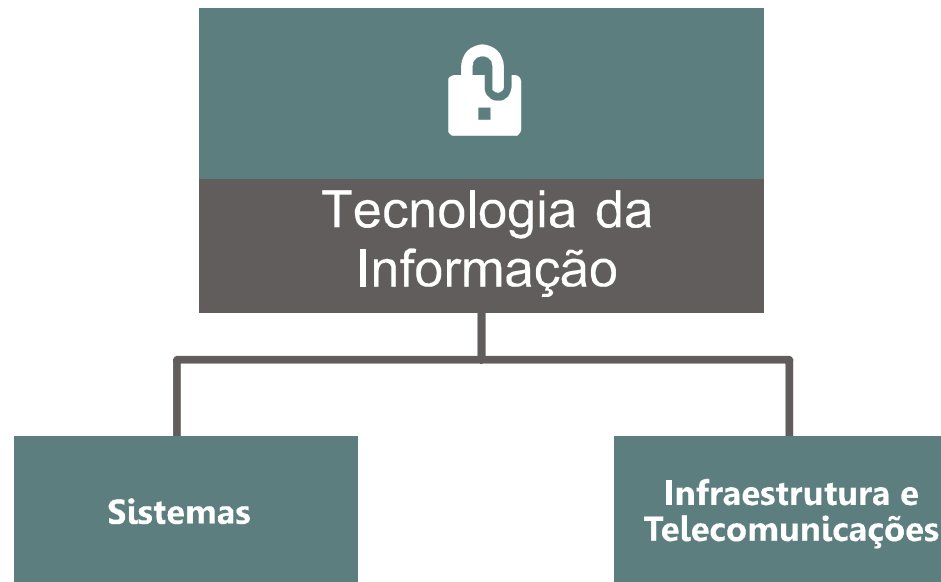 Tecnologia da
Informação
Sistemas
Infraestrutura e
Telecomunicações